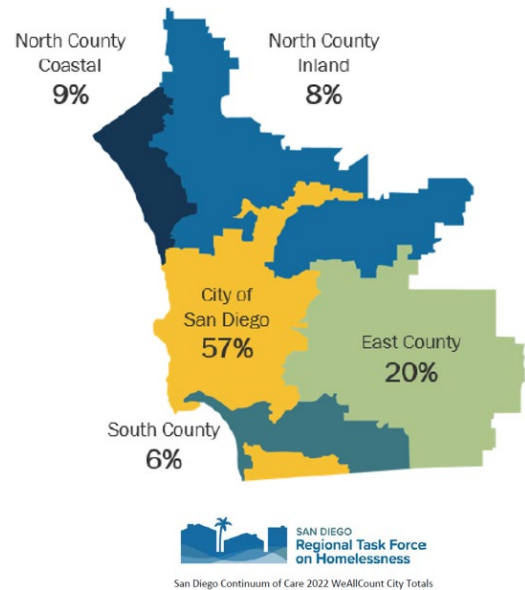 North County
Coastal
9%
North County
Inland
8%
City of
San Diego
57%
East County
20%
South County
6%
SAN DIEGO
Regional Task Force
on Homelessness
San Diego Continuum of Care 2022 WeAllCount City Totals